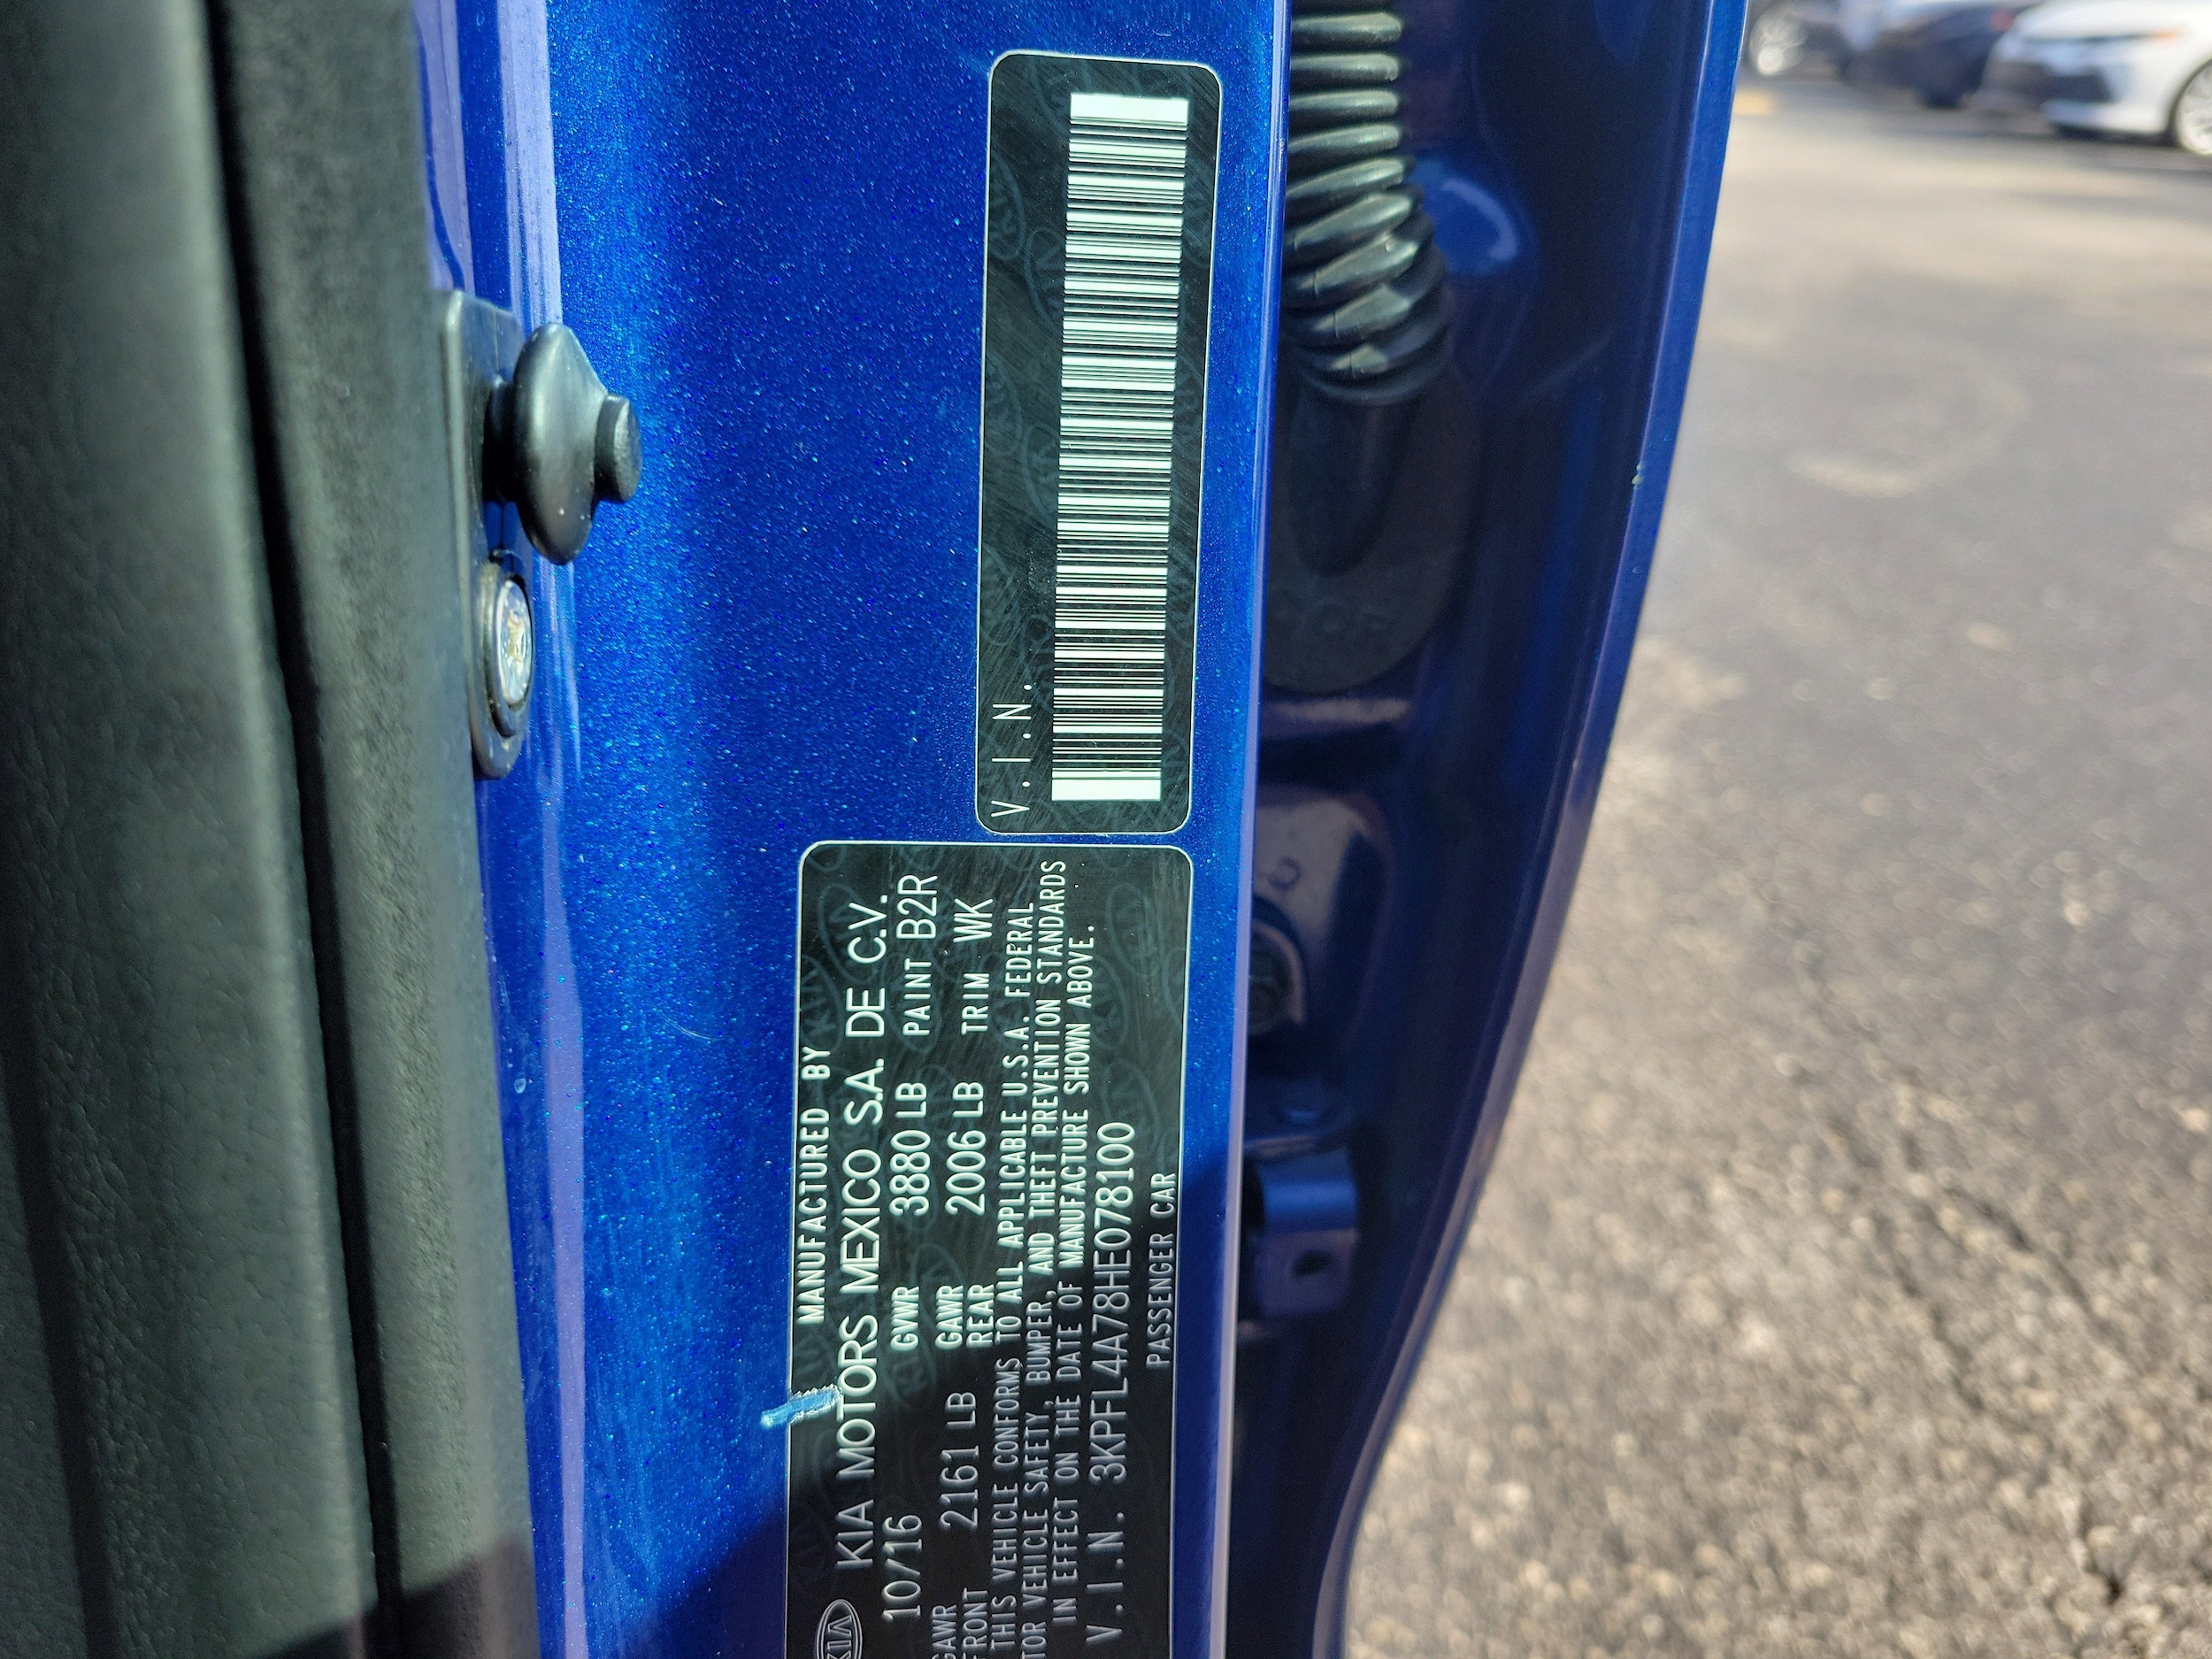 V.I.N.
MANUFACTURED BY
KIA KIA MOTORS MEXICO S.A. DE C.V.
10/16 GVWR 3880 LB PAINT B2R
GAWR FRONT 2161 LB GAWR REAR 2006 LB TRIM WK
THIS VEHICLE CONFORMS TO ALL APPLICABLE U.S.A. FEDERAL
TOR VEHICLE SAFETY, BUMPER, AND THEFT PREVENTION STANDARDS
IN EFFECT ON THE DATE OF MANUFACTURE SHOWN ABOVE.
V.I.N. 3KPFL4A78HE078100
PASSENGER CAR